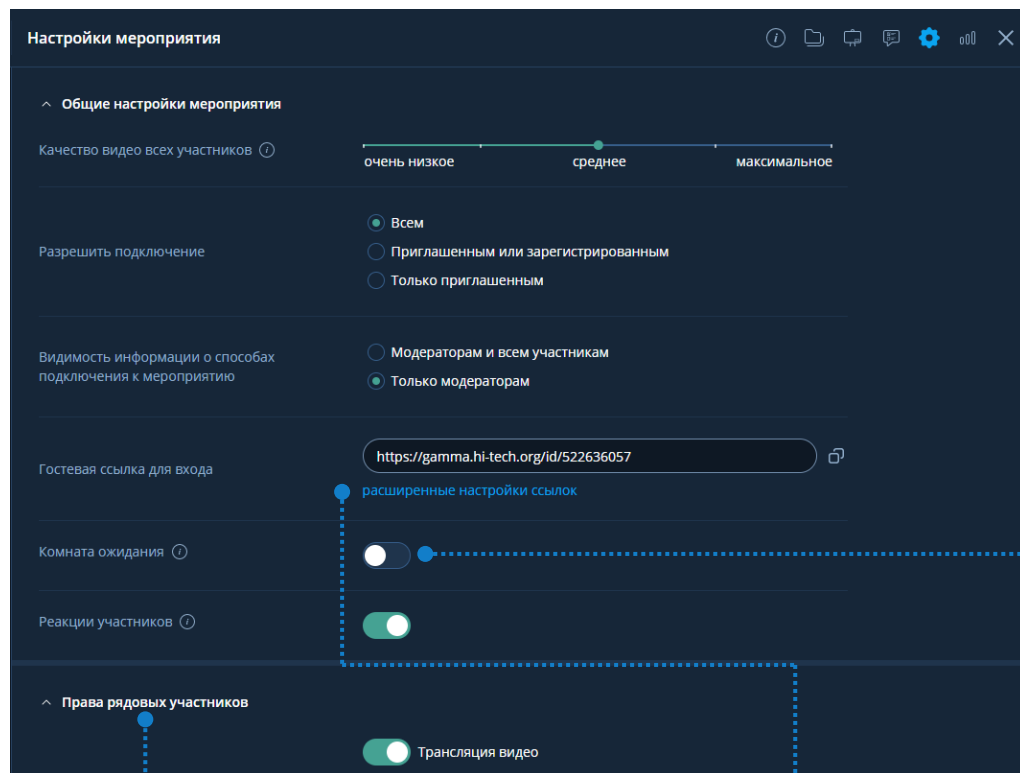 Настройки мероприятия
Общие настройки мероприятия
Качество видео всех участников
очень низкое среднее максимальное
Разрешить подключение
Всем
Приглашенным или зарегистрированным
Только приглашенным
Видимость информации о способах
подключения к мероприятию
Модераторам и всем участникам
Только модераторам
Гостевая ссылка для входа
https://gamma.hi-tech.org/id/522636057
расширенные настройки ссылок
Комната ожидания
Реакции участников
Права рядовых участников
Трансляция видео